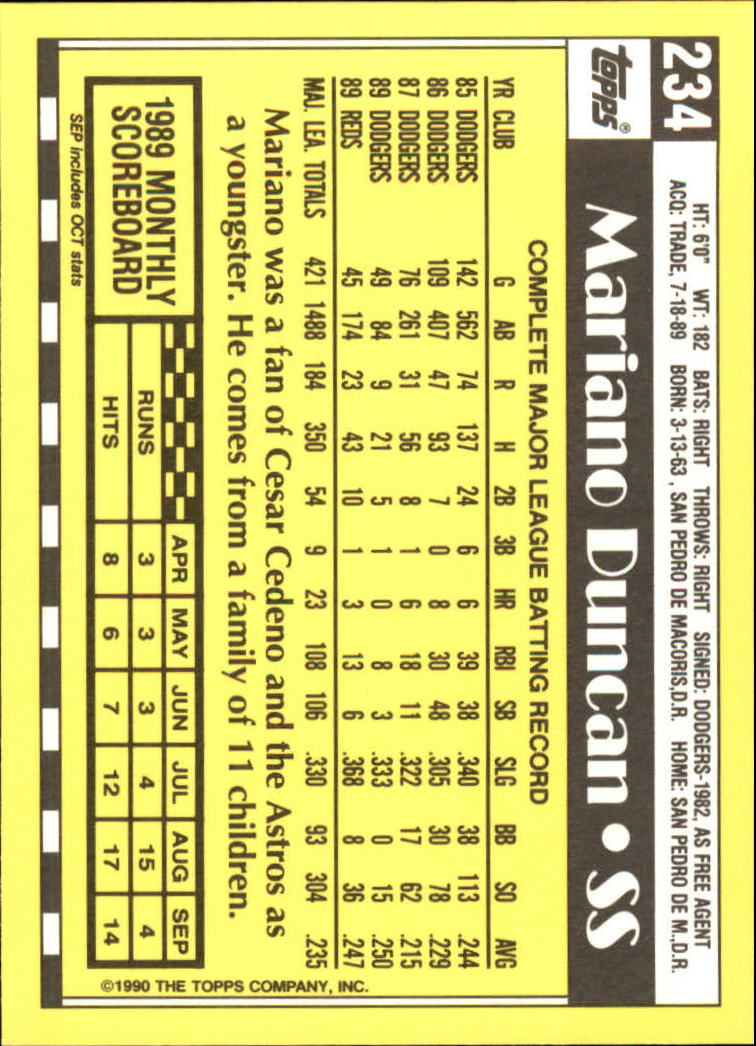 234
HT: 6'0" WT: 182 BATS: RIGHT THROWS: RIGHT SIGNED: DODGERS-1982, AS FREE AGENT
ACQ: TRADE, 7-18-89 BORN: 3-13-63 , SAN PEDRO DE MACORIS,D.R. HOME: SAN PEDRO DE M.,D.R.
topps®
Mariano Duncan • SS
COMPLETE MAJOR LEAGUE BATTING RECORD
YR CLUB G AB R H 2B 3B HR RBI SB SLG BB SO AVG
85 DODGERS 142 562 74 137 24 6 6 39 38 .340 38 113 .244
86 DODGERS 109 407 47 93 7 0 8 30 48 .305 30 78 .229
87 DODGERS 76 261 31 56 8 1 6 18 11 .322 17 62 .215
89 DODGERS 49 84 9 21 5 1 0 8 3 .333 0 15 .250
89 REDS 45 174 23 43 10 1 3 13 6 .368 8 36 .247
MAJ. LEA. TOTALS 421 1488 184 350 54 9 23 108 106 .330 93 304 .235
Mariano was a fan of Cesar Cedeno and the Astros as
a youngster. He comes from a family of 11 children.
1989 MONTHLY
SCOREBOARD
APR MAY JUN JUL AUG SEP
RUNS 3 3 3 4 15 4
HITS 8 6 7 12 17 14
SEP includes OCT stats
©1990 THE TOPPS COMPANY, INC.